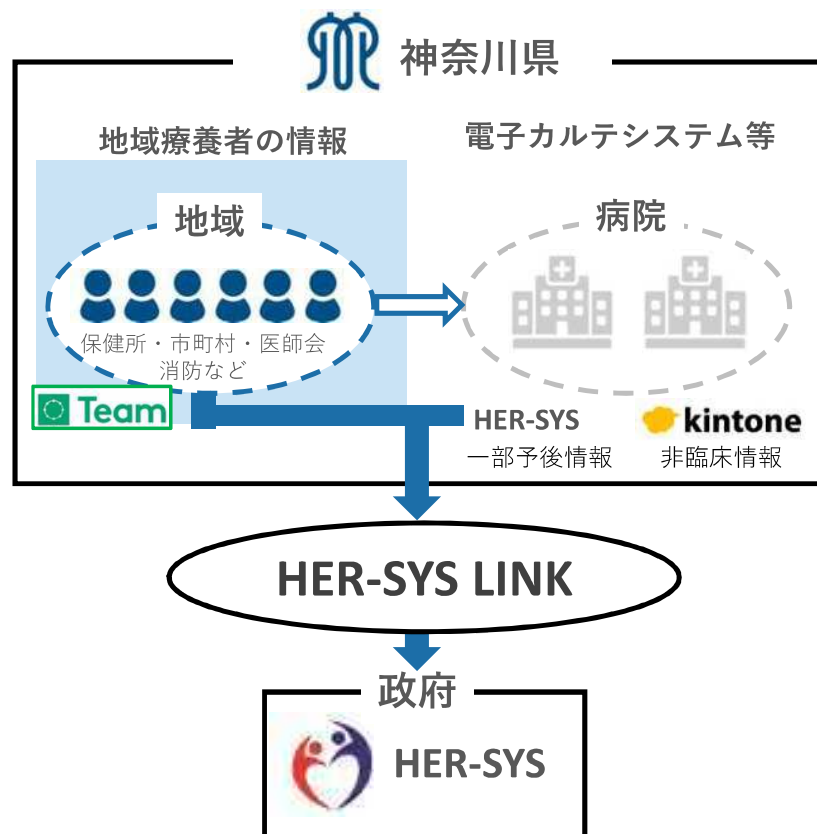 神奈川県
地域療養者の情報
電子カルテシステム等
地域
病院
保健所・市町村・医師会
消防など
Team
HER-SYS
kintone
一部予後情報
非臨床情報
HER-SYS LINK
政府
HER-SYS